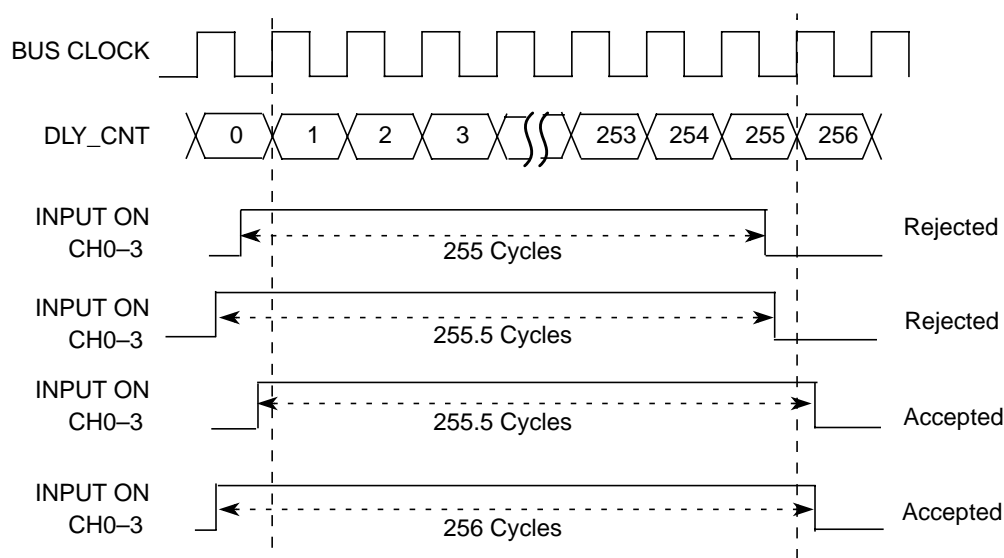 BUS CLOCK
DLY_CNT
0 1 2 3 253 254 255 256
INPUT ON
CH0–3
255 Cycles
Rejected
INPUT ON
CH0–3
255.5 Cycles
Rejected
INPUT ON
CH0–3
255.5 Cycles
Accepted
INPUT ON
CH0–3
256 Cycles
Accepted